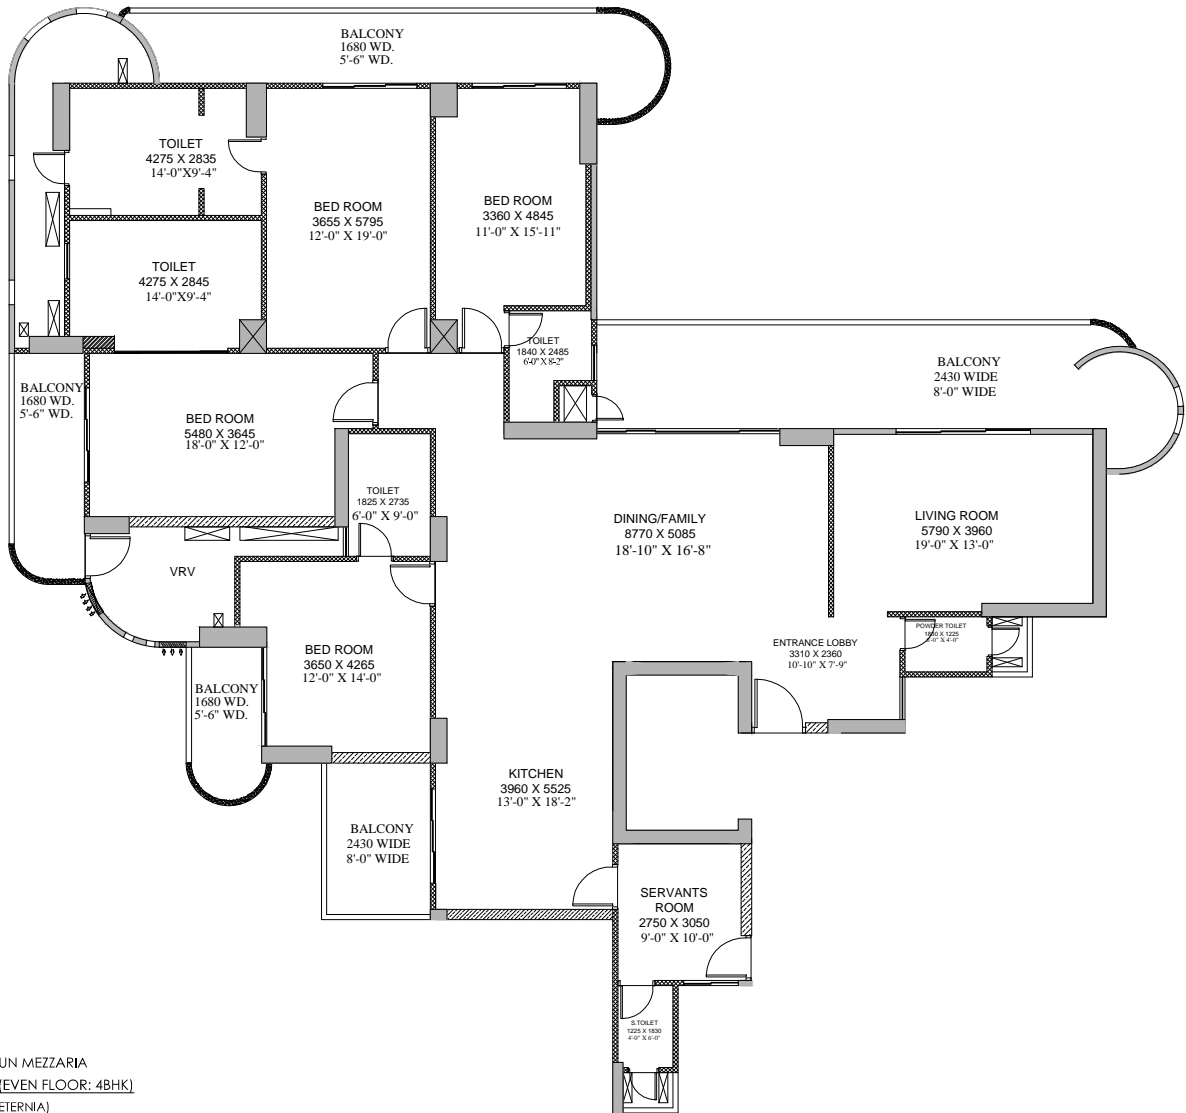 BALCONY
1680 WD.
5'-6" WD.
TOILET
4275 X 2835
14'-0"X9'-4"
BED ROOM
3655 X 5795
12'-0" X 19'-0"
BED ROOM
3360 X 4845
11'-0" X 15'-11"
TOILET
4275 X 2845
14'-0"X9'-4"
TOILET
1840 X 2485
6'-0" X 8'-2"
BALCONY
2430 WIDE
8'-0" WIDE
BALCONY
1680 WD.
5'-6" WD.
BED ROOM
5480 X 3645
18'-0" X 12'-0"
TOILET
1825 X 2735
6'-0" X 9'-0"
DINING/FAMILY
8770 X 5085
18'-10" X 16'-8"
LIVING ROOM
5790 X 3960
19'-0" X 13'-0"
VRV
POWDER TOILET
1830 X 1225
6'-0" X 4'-0"
ENTRANCE LOBBY
3310 X 2360
10'-10" X 7'-9"
BED ROOM
3650 X 4265
12'-0" X 14'-0"
BALCONY
1680 WD.
5'-6" WD.
KITCHEN
3960 X 5525
13'-0" X 18'-2"
BALCONY
2430 WIDE
8'-0" WIDE
SERVANTS
ROOM
2750 X 3050
9'-0" X 10'-0"
S.TOILET
1225 X 1830
4'-0" X 6'-0"
UN MEZZARIA
(EVEN FLOOR: 4BHK)
ETERNIA)